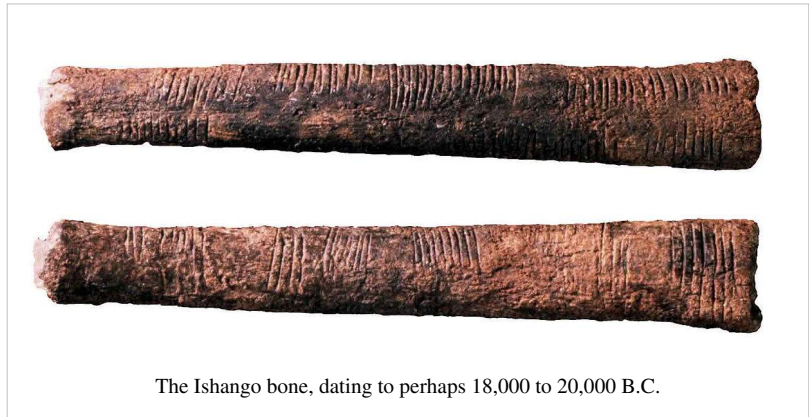 The Ishango bone, dating to perhaps 18,000 to 20,000 B.C.